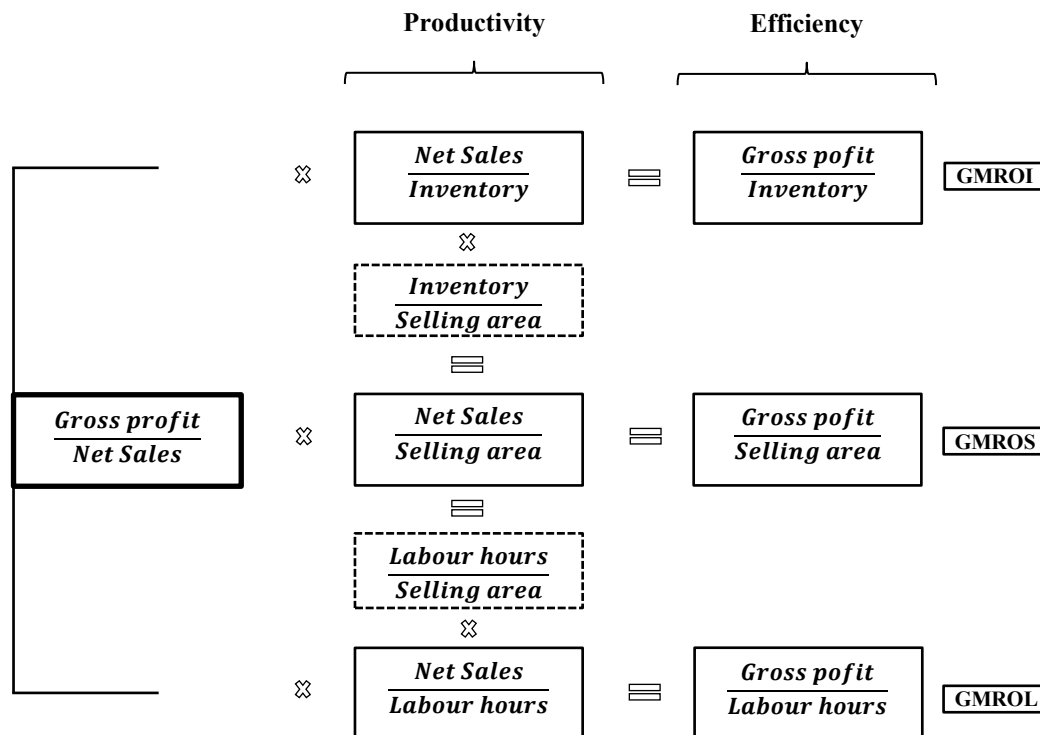 Productivity Efficiency
Net Sales
Inventory
Gross pofit
Inventory
GMROI
Inventory
Selling area
Gross profit
Net Sales
Net Sales
Selling area
Gross pofit
Selling area
GMROS
Labour hours
Selling area
Net Sales
Labour hours
Gross pofit
Labour hours
GMROL